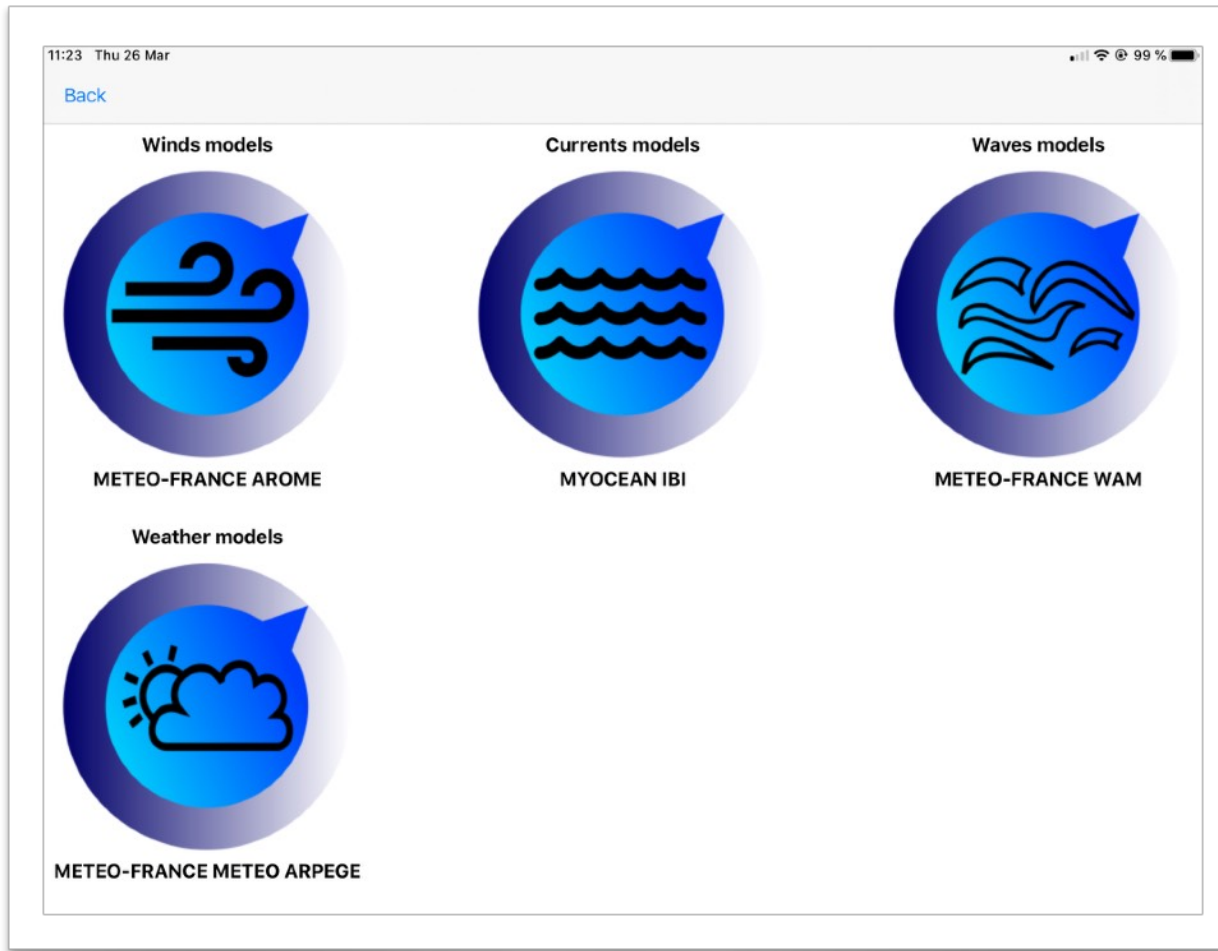 11:23 Thu 26 Mar 99 %
Back
Winds models
Currents models
Waves models
METEO-FRANCE AROME
MYOCEAN IBI
METEO-FRANCE WAM
Weather models
METEO-FRANCE METEO ARPEGE